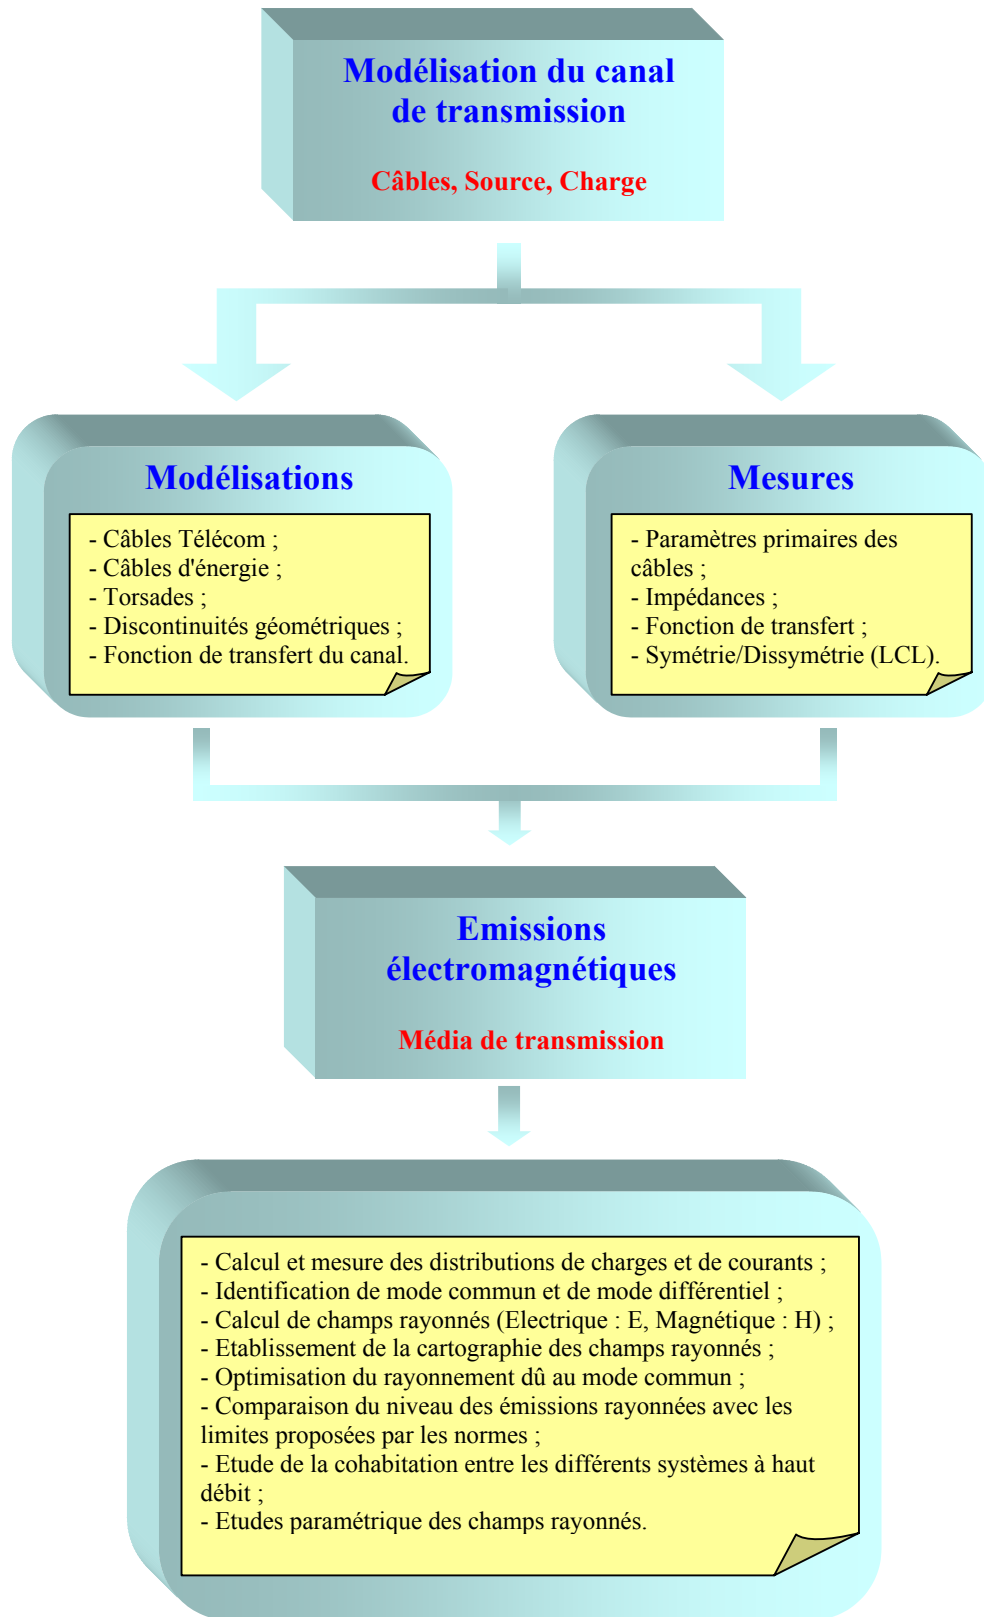 Modélisation du canal
de transmission
Câbles, Source, Charge
Modélisations
- Câbles Télécom ;
- Câbles d'énergie ;
- Torsades ;
- Discontinuités géométriques ;
- Fonction de transfert du canal.
Mesures
- Paramètres primaires des
câbles ;
- Impédances ;
- Fonction de transfert ;
- Symétrie/Dissymétrie (LCL).
Emissions
électromagnétiques
Média de transmission
- Calcul et mesure des distributions de charges et de courants ;
- Identification de mode commun et de mode différentiel ;
- Calcul de champs rayonnés (Electrique : E, Magnétique : H) ;
- Etablissement de la cartographie des champs rayonnés ;
- Optimisation du rayonnement dû au mode commun ;
- Comparaison du niveau des émissions rayonnées avec les
limites proposées par les normes ;
- Etude de la cohabitation entre les différents systèmes à haut
débit ;
- Etudes paramétrique des champs rayonnés.